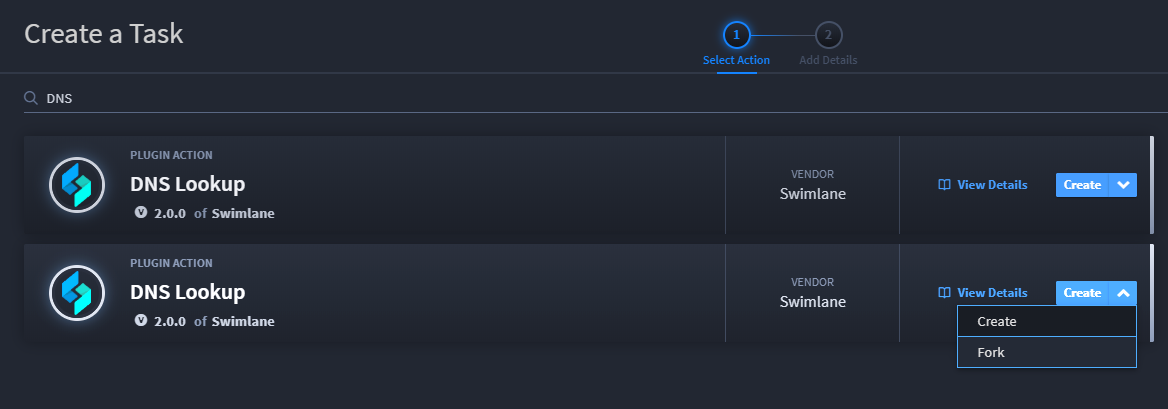 Create a Task
1
2
Select Action
Add Details
DNS
PLUGIN ACTION
DNS Lookup
V 2.0.0 of Swimlane
VENDOR
Swimlane
View Details
Create
PLUGIN ACTION
DNS Lookup
V 2.0.0 of Swimlane
VENDOR
Swimlane
View Details
Create
Create
Fork